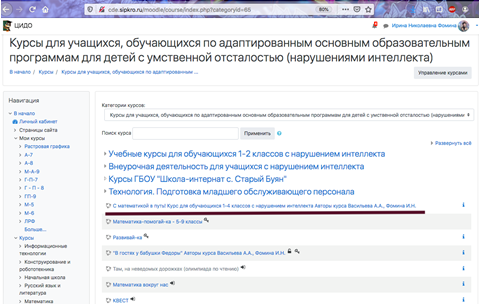 cde.sipkro.ru/moodle/course/index.php?categoryid=65
80%
ЦИДО
Ирина Николаевна Фомина
Курсы для учащихся, обучающихся по адаптированным основным образовательным
программам для детей с умственной отсталостью (нарушениями интеллекта)
В начало / Курсы / Курсы для учащихся, обучающихся по адаптированным ...
Управление курсами
Навигация
В начало
Личный кабинет
Страницы сайта
Мои курсы
Растровая графика
А-7
А-6
М-А-9
Г-П-7
Г - П - 8
ГП-9
М-5
М-6
ЛРФ
Больше...
Курсы
Информационные
технологии
Конструирование и
робототехника
Начальная школа
Русский язык и
литература
Категории курсов:
Курсы для учащихся, обучающихся по адаптированным основным образовательным программам для детей с умственной отсталостью (нарушениями
Поиск курса
Применить
Развернуть всё
Учебные курсы для обучающихся 1-2 классов с нарушением интеллекта
Внеурочная деятельность для учащихся с нарушением интеллекта
Курсы ГБОУ "Школа-интернат с. Старый Буян"
Технология. Подготовка младшего обслуживающего персонала
С математикой в путь! Курс для обучающихся 1-4 классов с нарушением интеллекта Авторы курса Васильева А.А., Фомина И.Н.
Математика-помогай-ка - 5-9 классы
Развивай-ка
"В гостях у бабушки Федоры" Авторы курса Васильева А.А., Фомина И.Н.
Там, на неведомых дорожках (олимпиада по чтению)
Математика вокруг нас
КВЕСТ